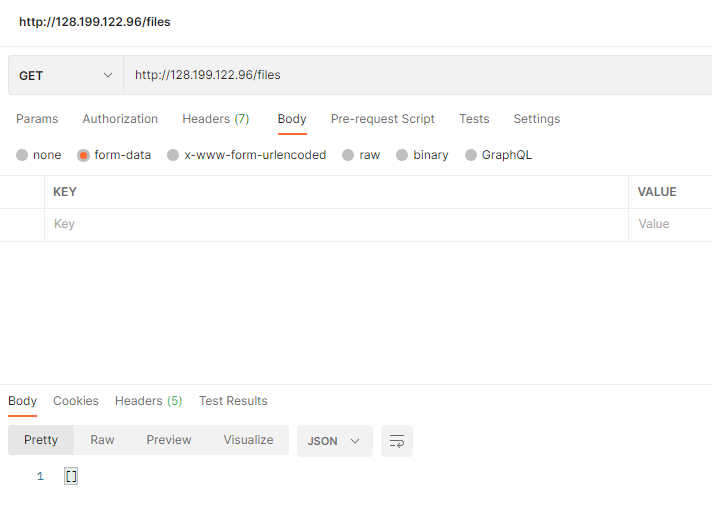 http://128.199.122.96/files
GET http://128.199.122.96/files
Params Authorization Headers (7) Body Pre-request Script Tests Settings
none form-data x-www-form-urlencoded raw binary GraphQL
KEY VALUE
Key Value
Body Cookies Headers (5) Test Results
Pretty Raw Preview Visualize JSON
1 []